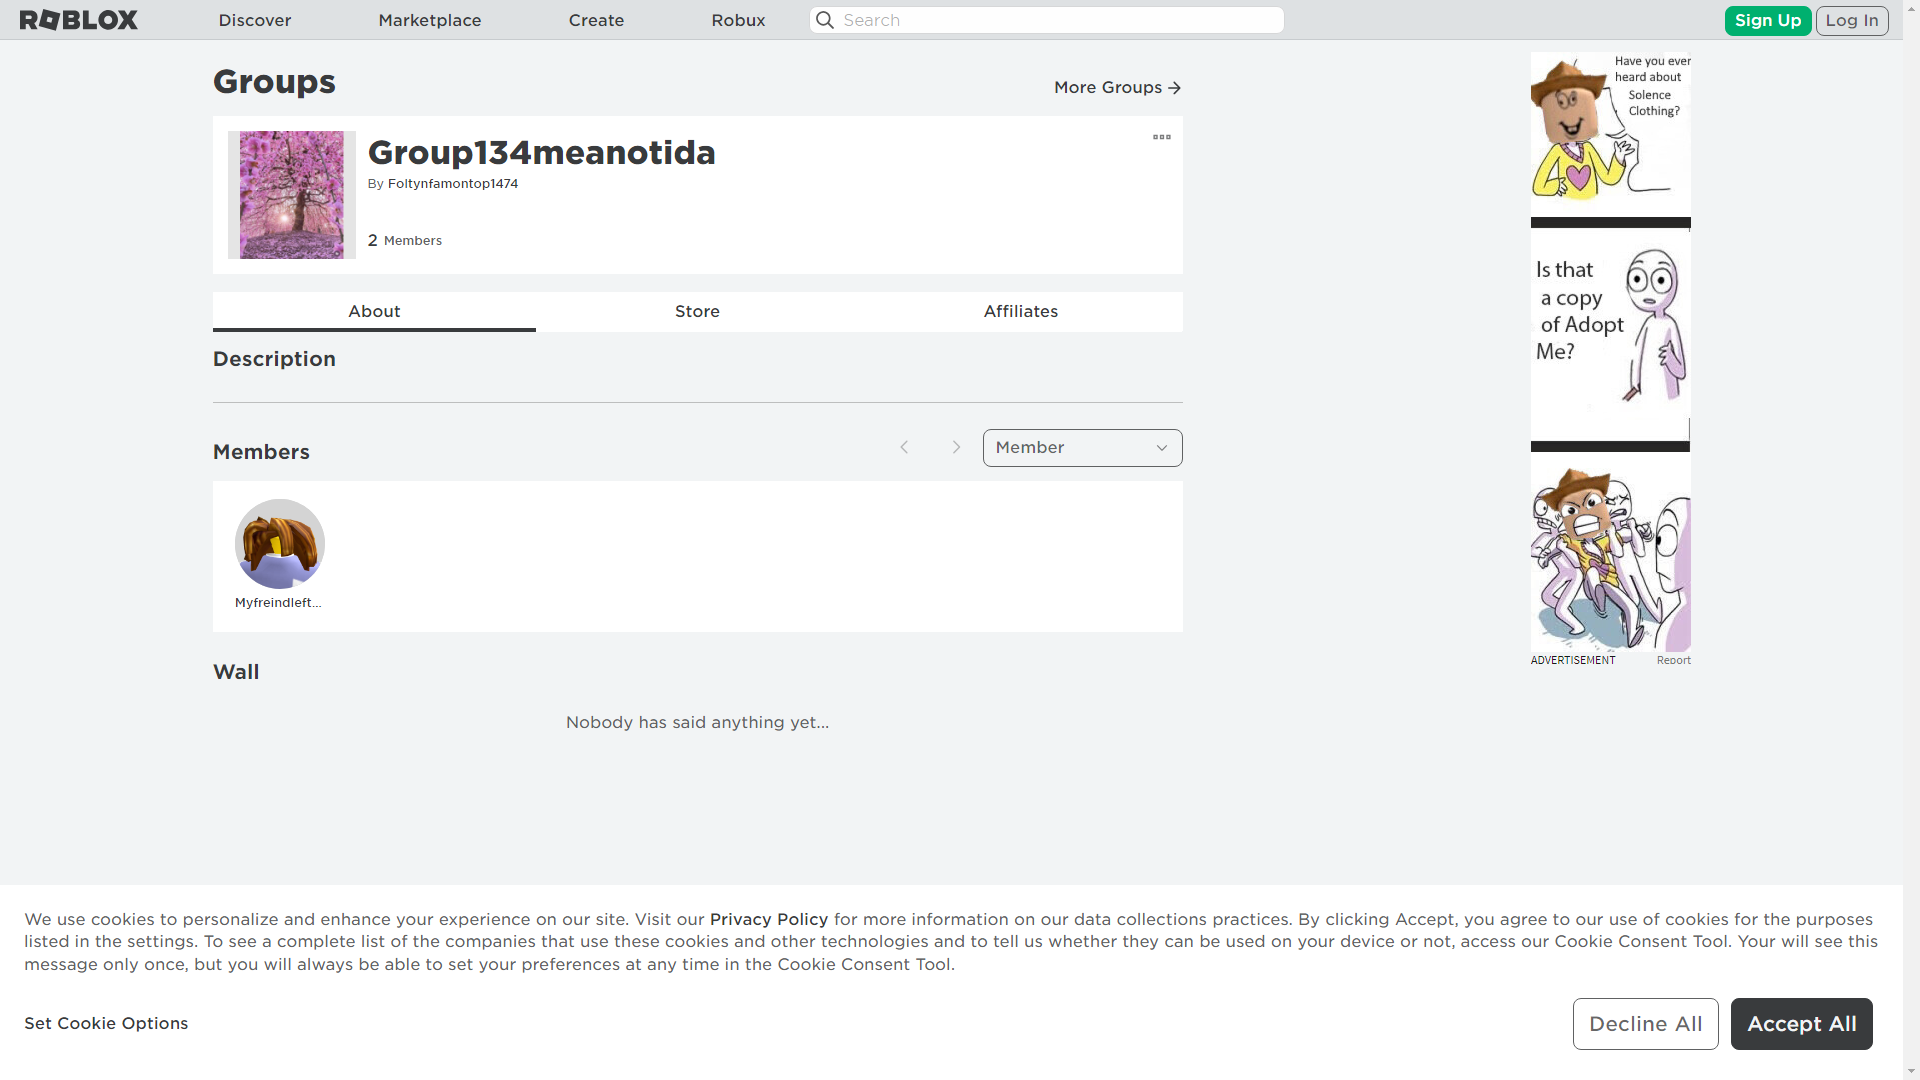 ROBLOX Discover Marketplace Create Robux Search Sign Up Log In
Groups
More Groups
Group134meanotida
By Foltynfamontop1474
2 Members
About Store Affiliates
Description
Members
Member
Myfreindleft...
Wall
Nobody has said anything yet...
Have you ever
heard about
Solence
Clothing?
Is that
a copy
of Adopt
Me?
ADVERTISEMENT Report
We use cookies to personalize and enhance your experience on our site. Visit our Privacy Policy for more information on our data collections practices. By clicking Accept, you agree to our use of cookies for the purposes
listed in the settings. To see a complete list of the companies that use these cookies and other technologies and to tell us whether they can be used on your device or not, access our Cookie Consent Tool. Your will see this
message only once, but you will always be able to set your preferences at any time in the Cookie Consent Tool.
Set Cookie Options
Decline All
Accept All